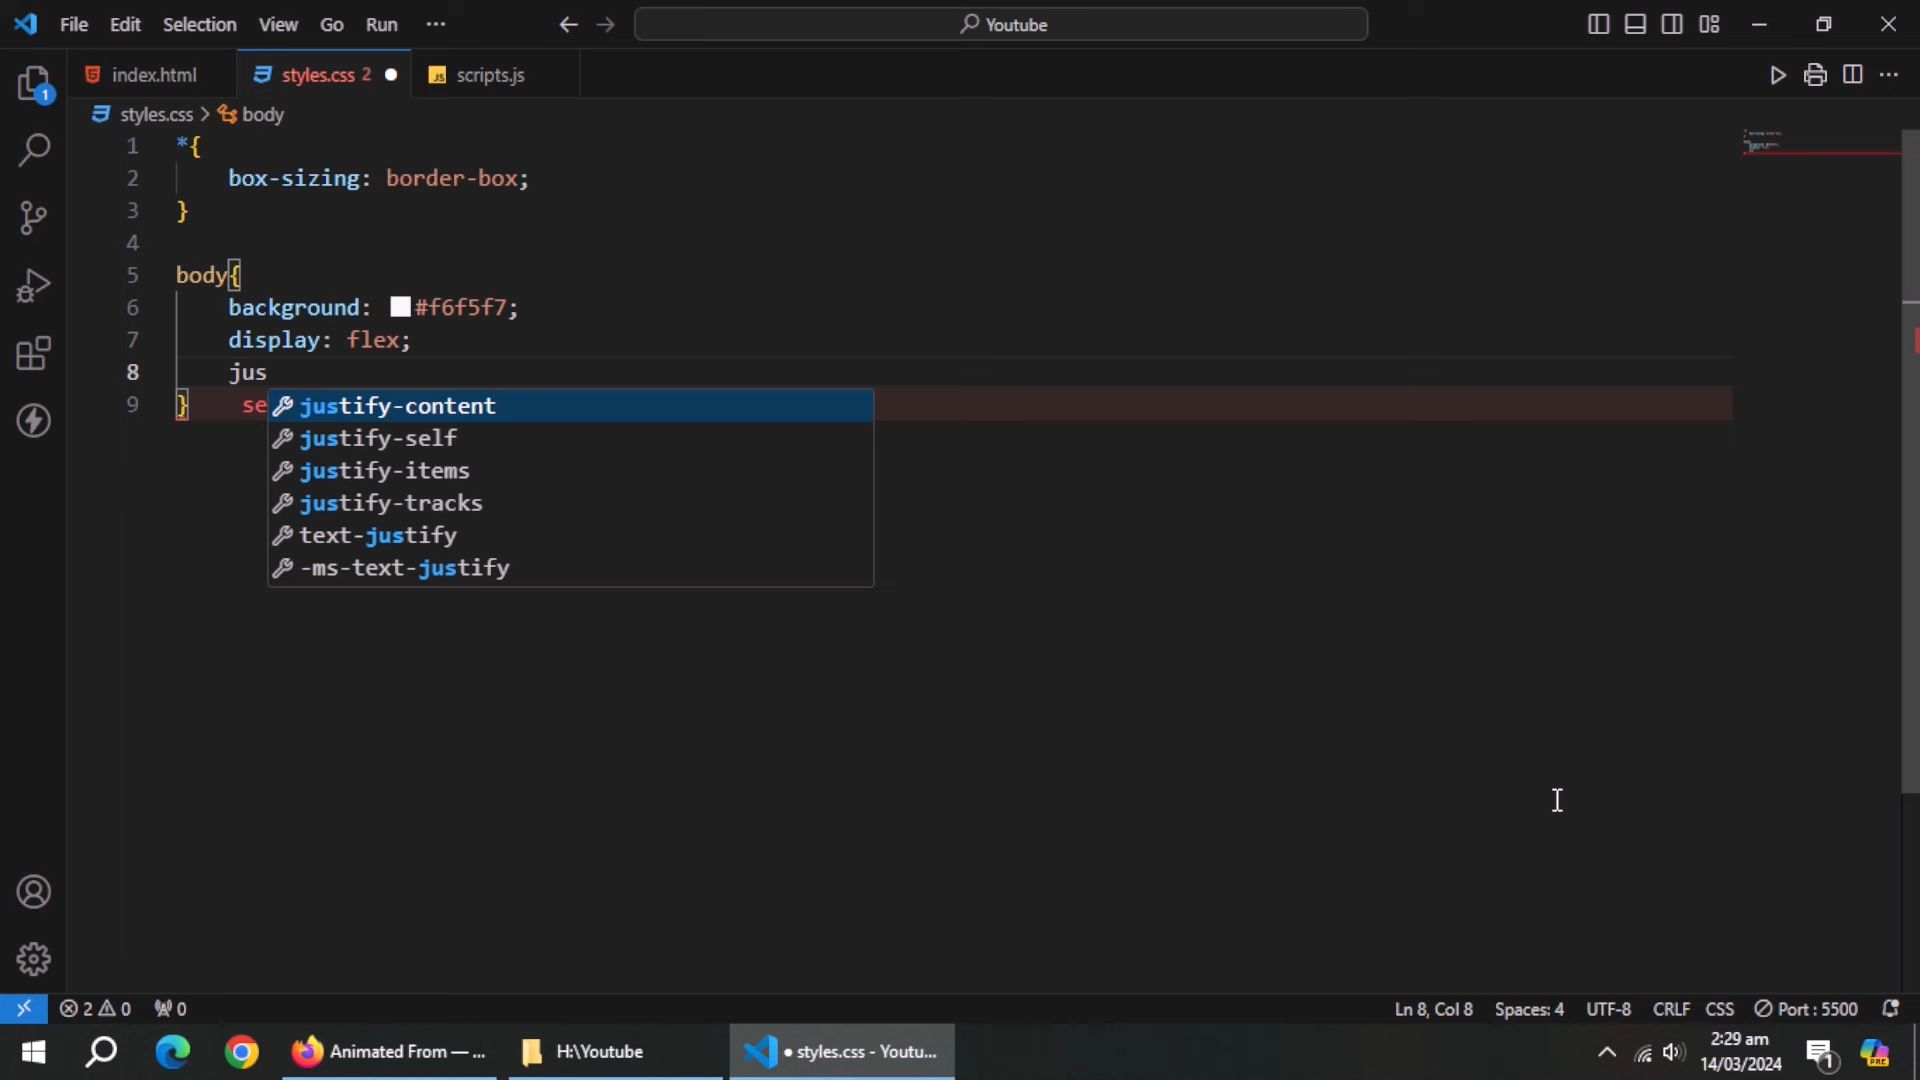 File Edit Selection View Go Run ··· Youtube
index.html styles.css 2 scripts.js
styles.css > body
1 *{
2 box-sizing: border-box;
3 }
4
5 body{
6 background: #f6f5f7;
7 display: flex;
8 jus
9 } se
justify-content
justify-self
justify-items
justify-tracks
text-justify
-ms-text-justify
2 0 0 Ln 8, Col 8 Spaces: 4 UTF-8 CRLF CSS Port : 5500
Animated From — ... H:\Youtube ● styles.css - Youtu... 2:29 am
14/03/2024
1
1
PRE